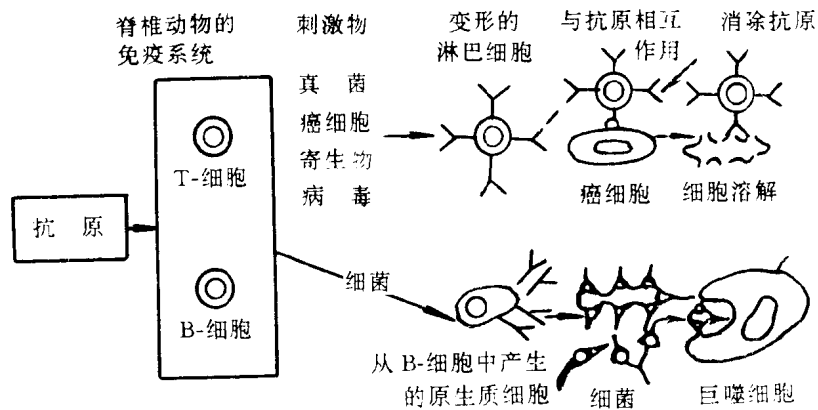 脊椎动物的
免疫系统
刺激物
变形的
淋巴细胞
与抗原相互
作用
消除抗原
真菌
癌细胞
寄生物
病毒
T-细胞
癌细胞
细胞溶解
抗原
细菌
B-细胞
从B-细胞中产生
的原生质细胞
细菌
巨噬细胞